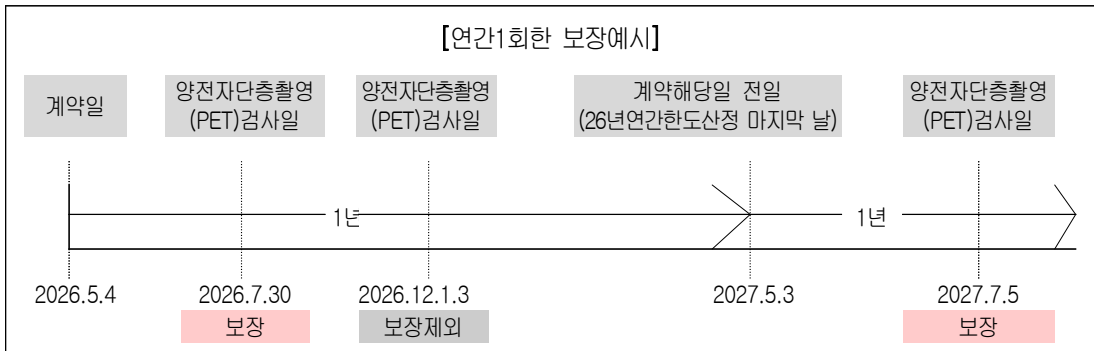 [연간1회한 보장예시]
계약일
양전자단층촬영
(PET)검사일
양전자단층촬영
(PET)검사일
계약해당일 전일
(26년연간한도산정 마지막 날)
양전자단층촬영
(PET)검사일
1년
1년
2026.5.4
2026.7.30
2026.12.1.3
2027.5.3
2027.7.5
보장
보장제외
보장